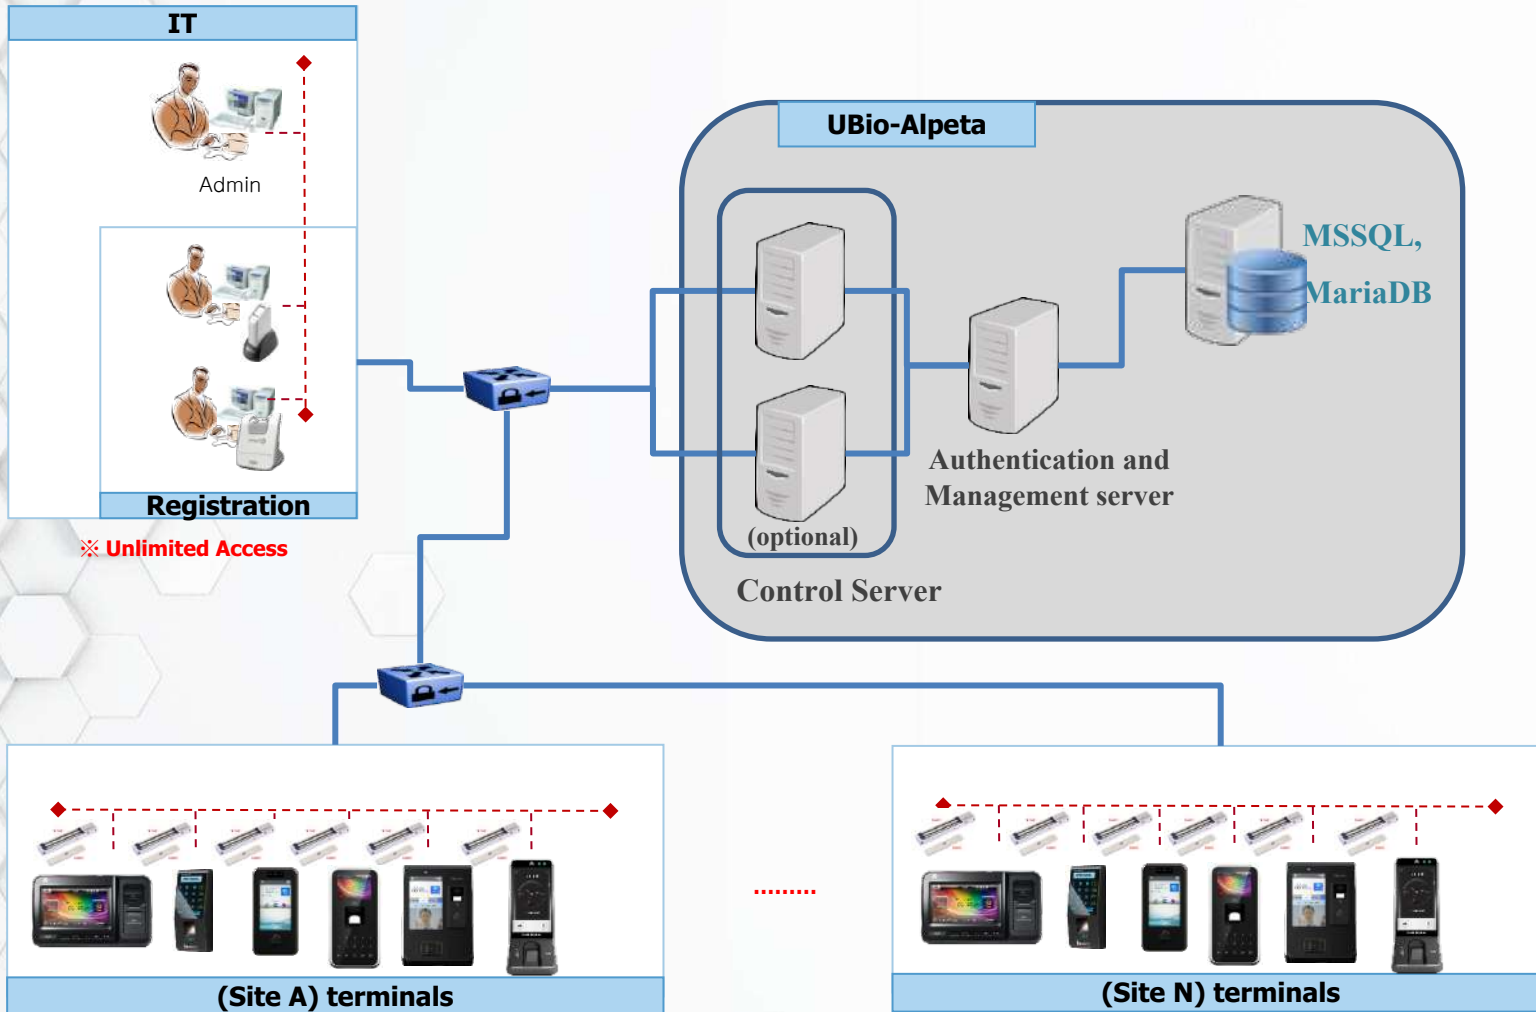 IT
Admin
Registration
※ Unlimited Access
UBio-Alpeta
MSSQL,
MariaDB
Authentication and
Management server
(optional)
Control Server
.........
(Site A) terminals
(Site N) terminals